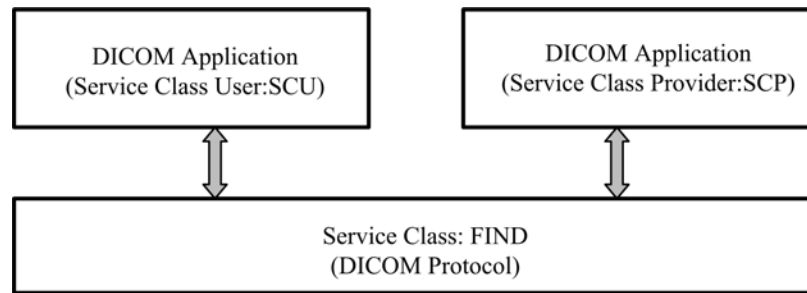 DICOM Application
(Service Class User:SCU)
DICOM Application
(Service Class Provider:SCP)
Service Class: FIND
(DICOM Protocol)